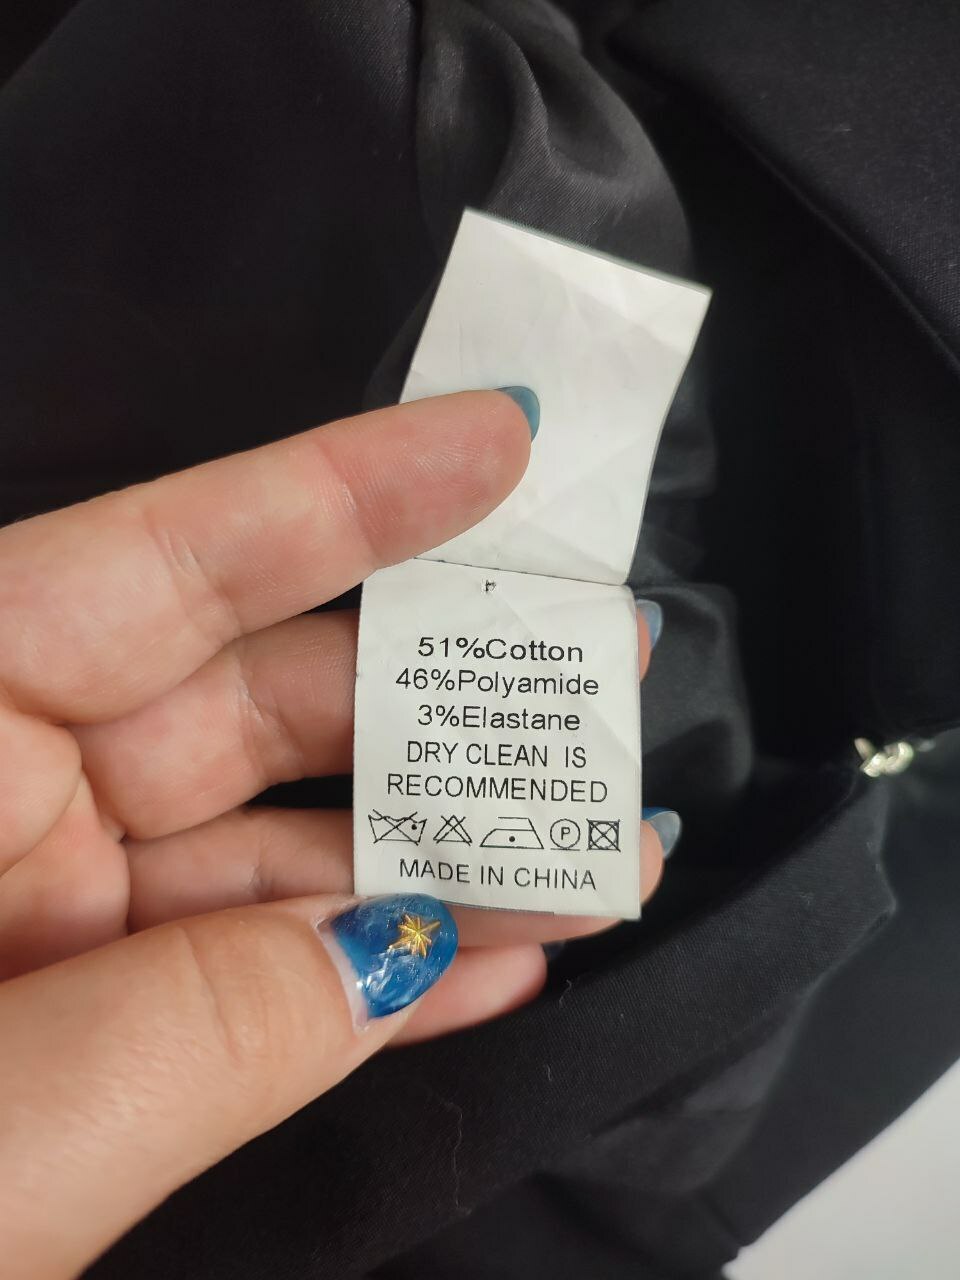 51%Cotton
46%Polyamide
3%Elastane
DRY CLEAN IS
RECOMMENDED
P
MADE IN CHINA